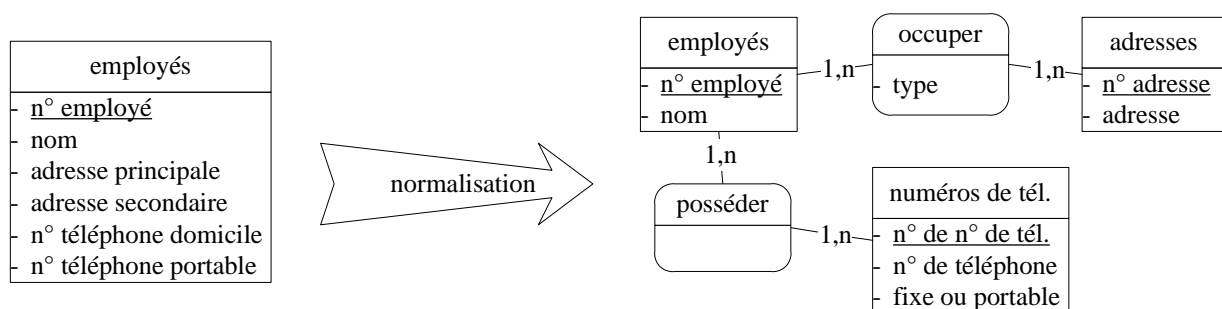 employés
- n° employé
- nom
- adresse principale
- adresse secondaire
- n° téléphone domicile
- n° téléphone portable
normalisation
employés
- n° employé
- nom
1,n
occuper
- type
1,n
adresses
- n° adresse
- adresse
1,n
posséder
1,n
numéros de tél.
- n° de n° de tél.
- n° de téléphone
- fixe ou portable